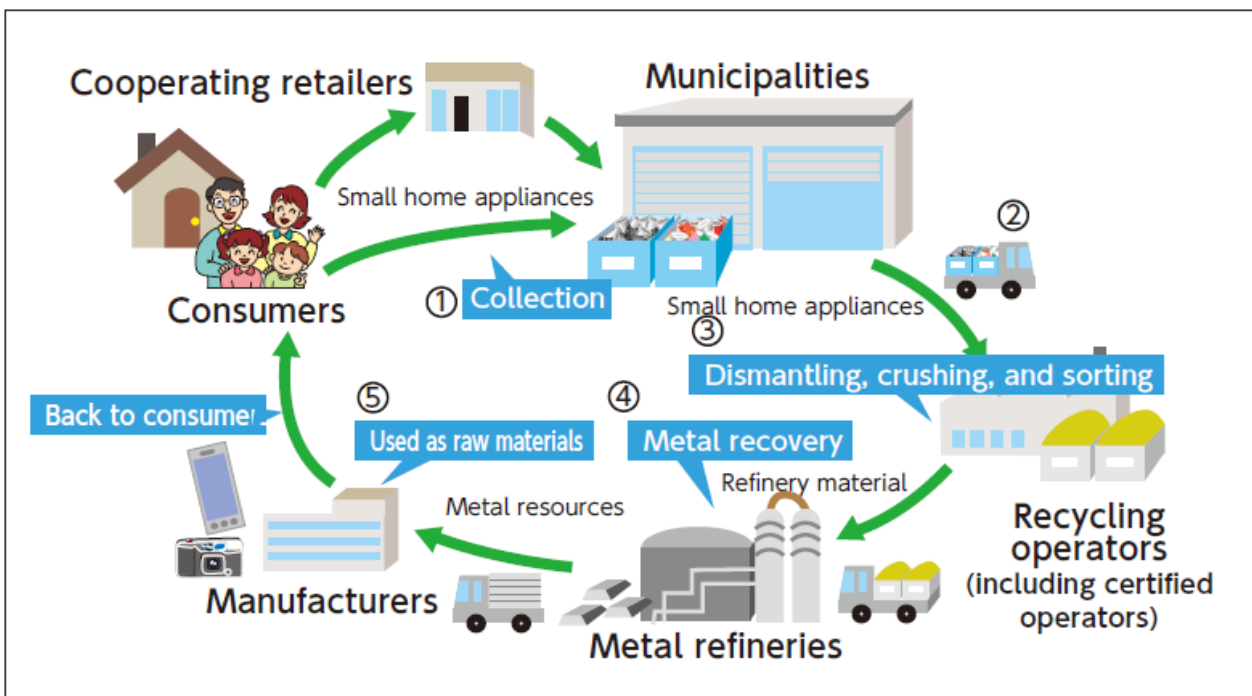 Cooperating retailers
Municipalities
Small home appliances
②
Consumers
① Collection
Small home appliances
③
Dismantling, crushing, and sorting
⑤
④
Back to consumer
Used as raw materials
Metal recovery
Refinery material
Metal resources
Recycling
operators
(including certified
operators)
Manufacturers
Metal refineries